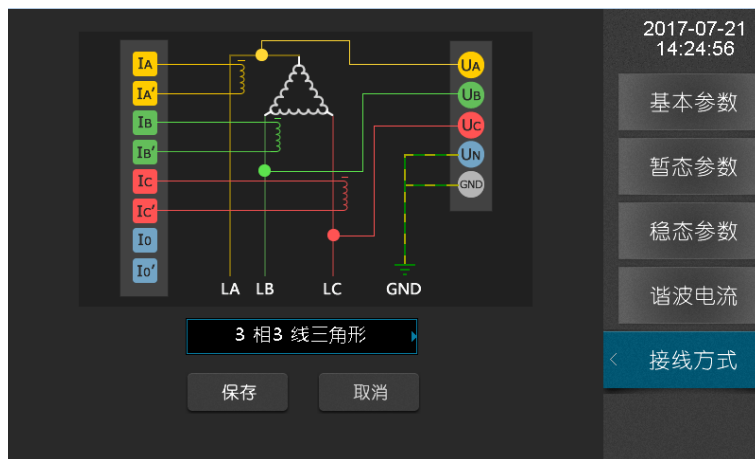 2017-07-21
14:24:56
IA
UA
IA′
基本参数
UB
IB
UC
IB′
UN
暂态参数
IC
GND
IC′
稳态参数
I0
I0′
LA LB LC GND
谐波电流
3 相3 线三角形
接线方式
保存
取消